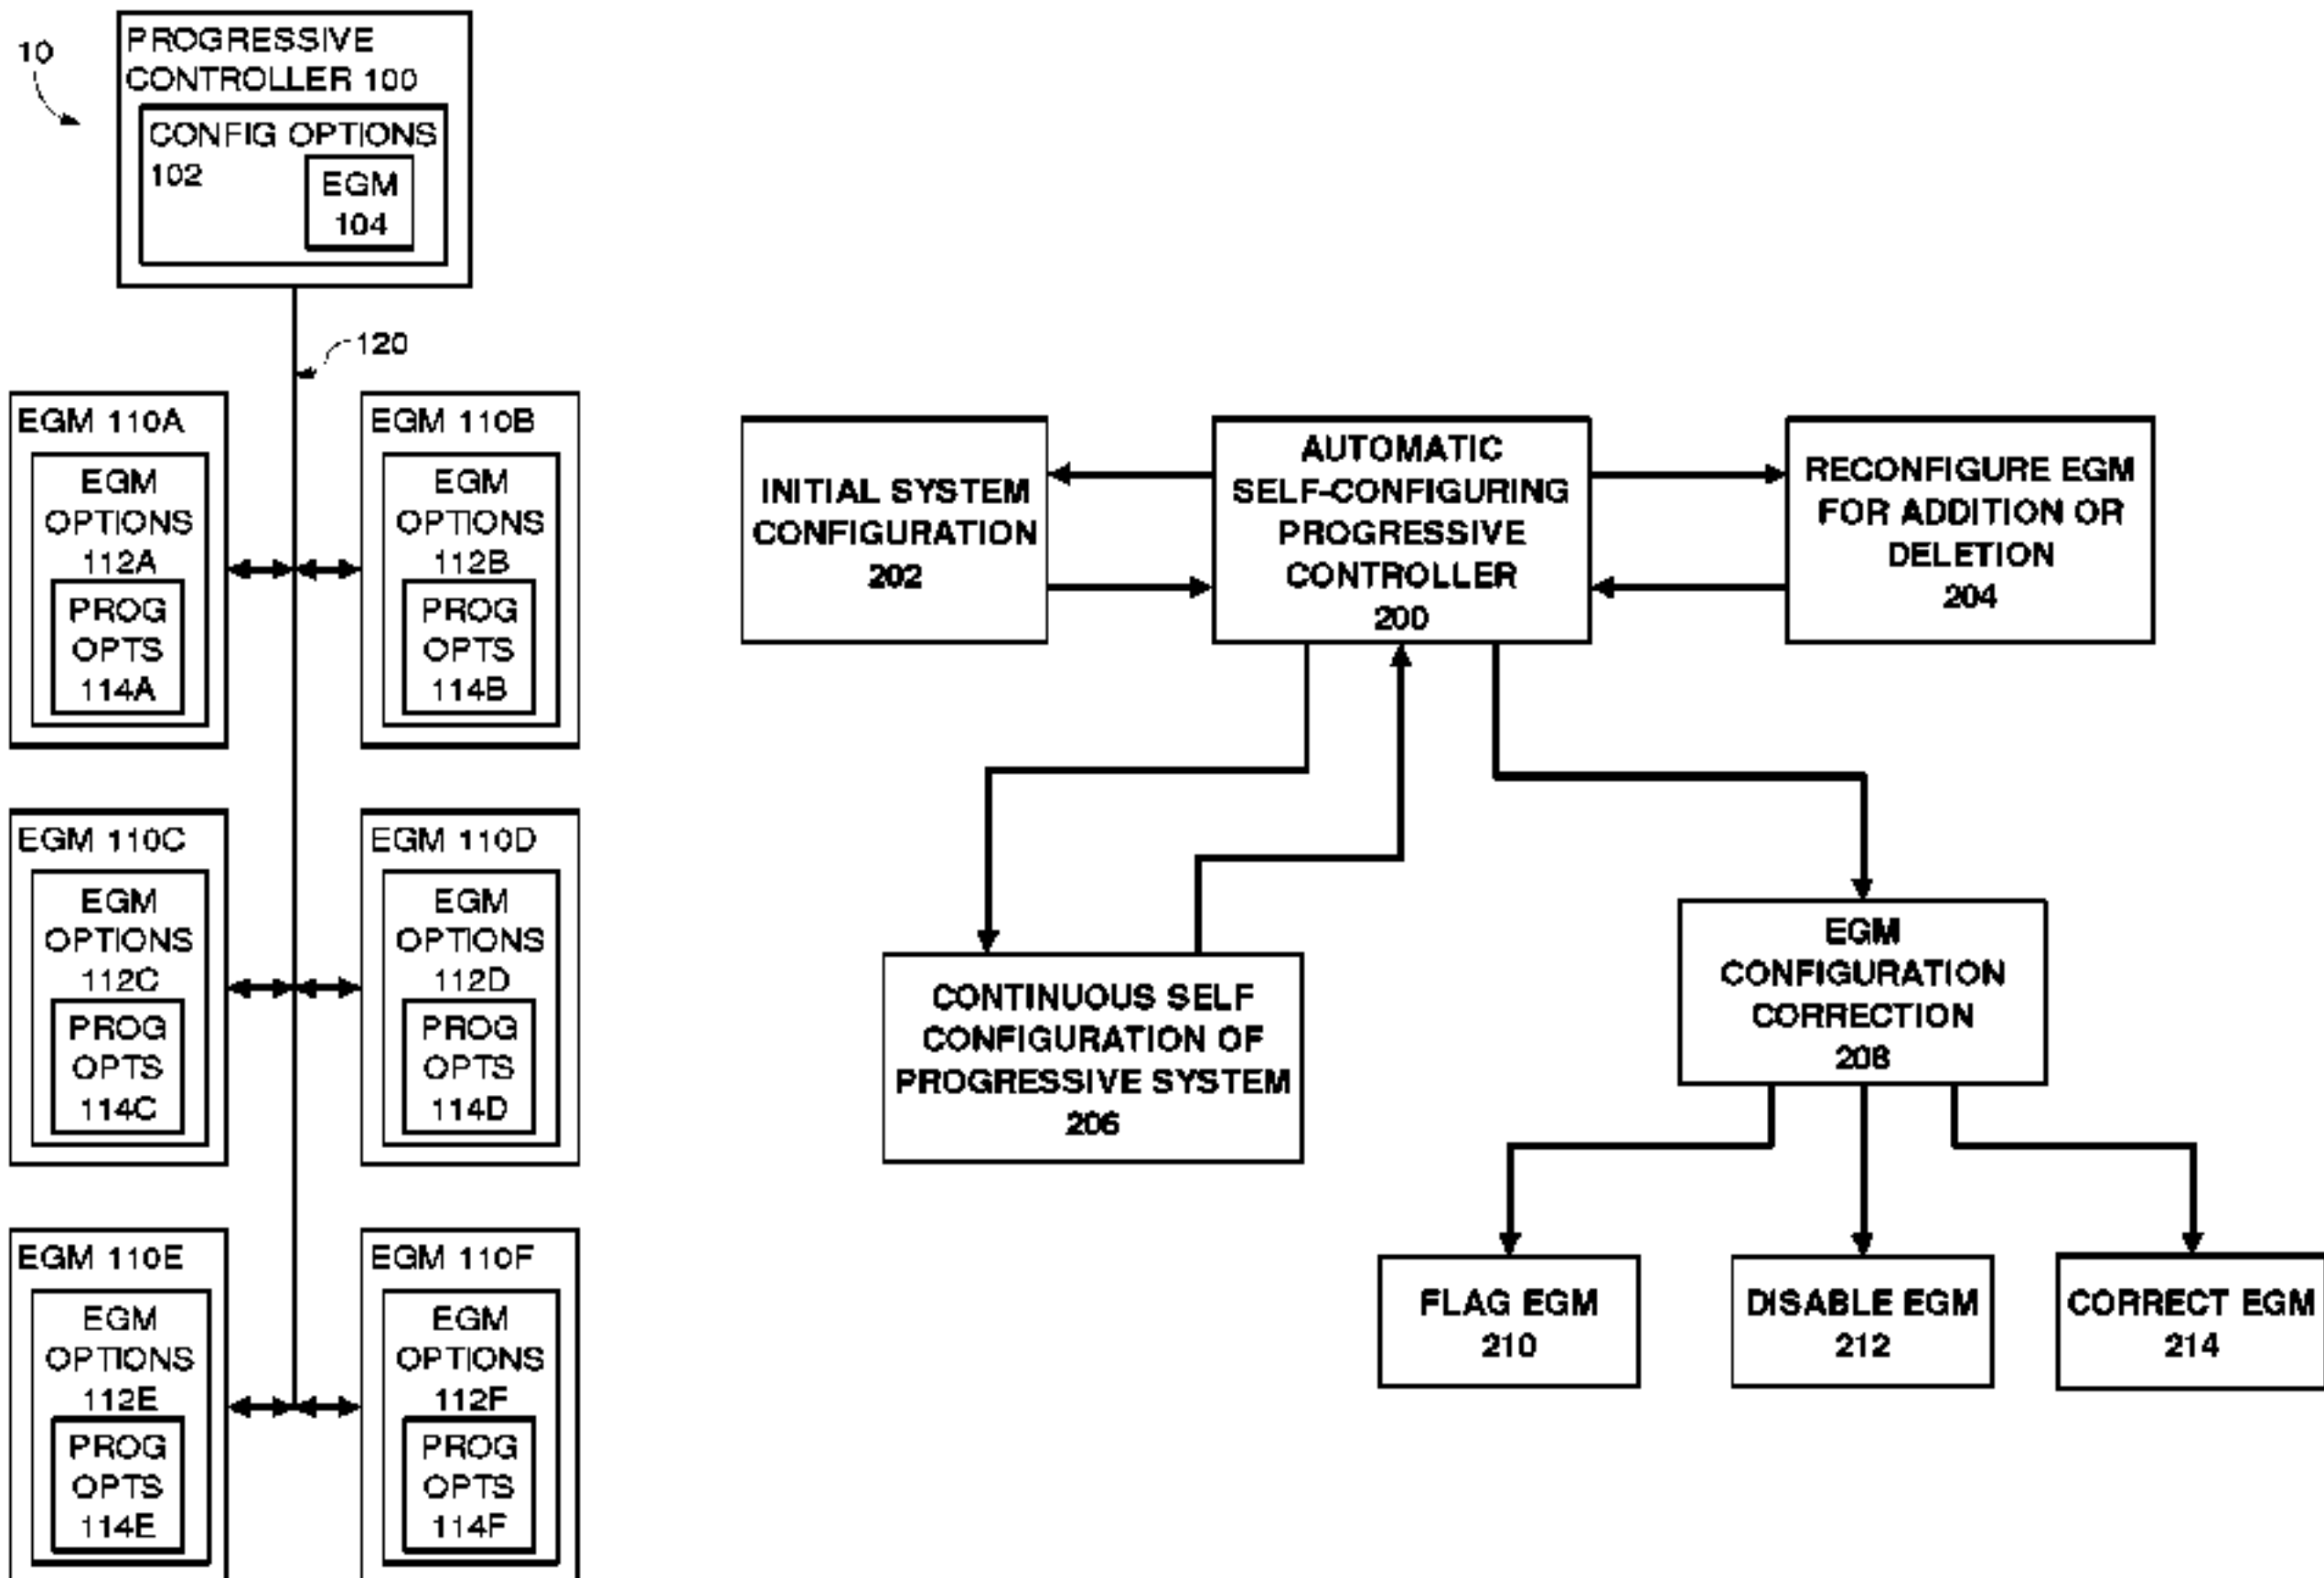 10
PROGRESSIVE
CONTROLLER 100
CONFIG OPTIONS
102
EGM
104
120
EGM 110A
EGM
OPTIONS
112A
PROG
OPTS
114A
EGM 110B
EGM
OPTIONS
112B
PROG
OPTS
114B
EGM 110C
EGM
OPTIONS
112C
PROG
OPTS
114C
EGM 110D
EGM
OPTIONS
112D
PROG
OPTS
114D
EGM 110E
EGM
OPTIONS
112E
PROG
OPTS
114E
EGM 110F
EGM
OPTIONS
112F
PROG
OPTS
114F
INITIAL SYSTEM
CONFIGURATION
202
AUTOMATIC
SELF-CONFIGURING
PROGRESSIVE
CONTROLLER
200
RECONFIGURE EGM
FOR ADDITION OR
DELETION
204
CONTINUOUS SELF
CONFIGURATION OF
PROGRESSIVE SYSTEM
206
EGM
CONFIGURATION
CORRECTION
208
FLAG EGM
210
DISABLE EGM
212
CORRECT EGM
214